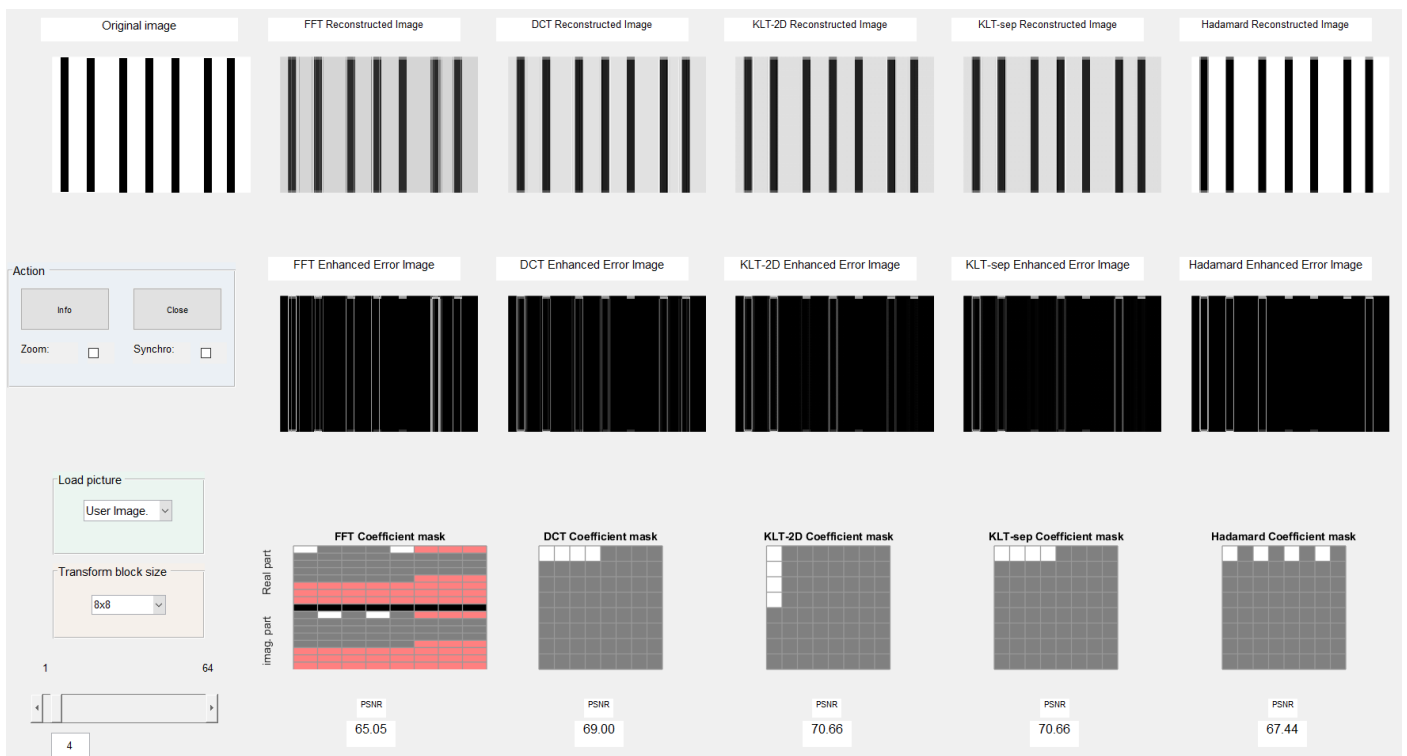 Original image
FFT Reconstructed Image
DCT Reconstructed Image
KLT-2D Reconstructed Image
KLT-sep Reconstructed Image
Hadamard Reconstructed Image
FFT Enhanced Error Image
DCT Enhanced Error Image
KLT-2D Enhanced Error Image
KLT-sep Enhanced Error Image
Hadamard Enhanced Error Image
Action
Info
Close
Zoom:
Synchro:
Load picture
User Image.
Transform block size
8x8
1
64
4
FFT Coefficient mask
Real part
imag. part
DCT Coefficient mask
KLT-2D Coefficient mask
KLT-sep Coefficient mask
Hadamard Coefficient mask
PSNR
65.05
PSNR
69.00
PSNR
70.66
PSNR
70.66
PSNR
67.44